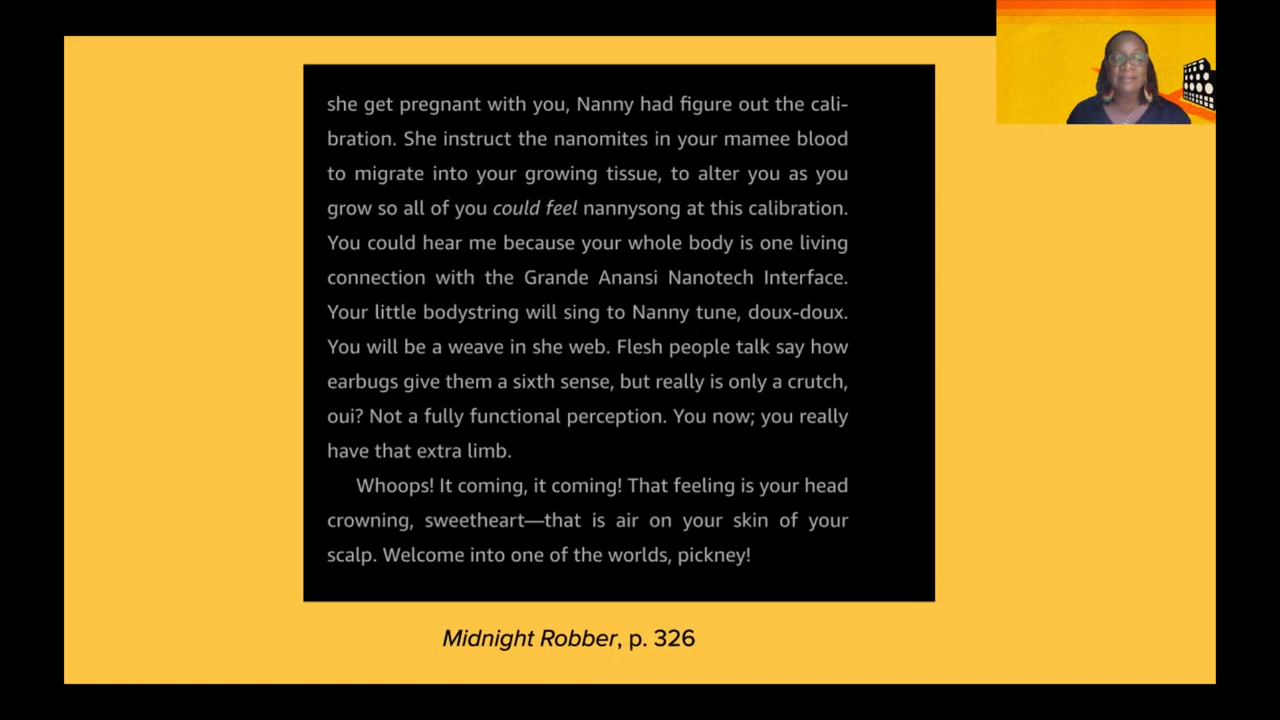 she get pregnant with you, Nanny had figure out the cali-
bration. She instruct the nanomites in your mamee blood
to migrate into your growing tissue, to alter you as you
grow so all of you could feel nannysong at this calibration.
You could hear me because your whole body is one living
connection with the Grande Anansi Nanotech Interface.
Your little bodystring will sing to Nanny tune, doux-doux.
You will be a weave in she web. Flesh people talk say how
earbugs give them a sixth sense, but really is only a crutch,
oui? Not a fully functional perception. You now; you really
have that extra limb.
Whoops! It coming, it coming! That feeling is your head
crowning, sweetheart—that is air on your skin of your
scalp. Welcome into one of the worlds, pickney!
Midnight Robber, p. 326